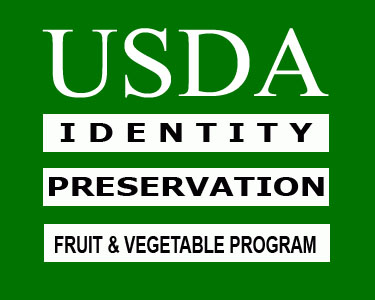 USDA
IDENTITY
PRESERVATION
FRUIT & VEGETABLE PROGRAM